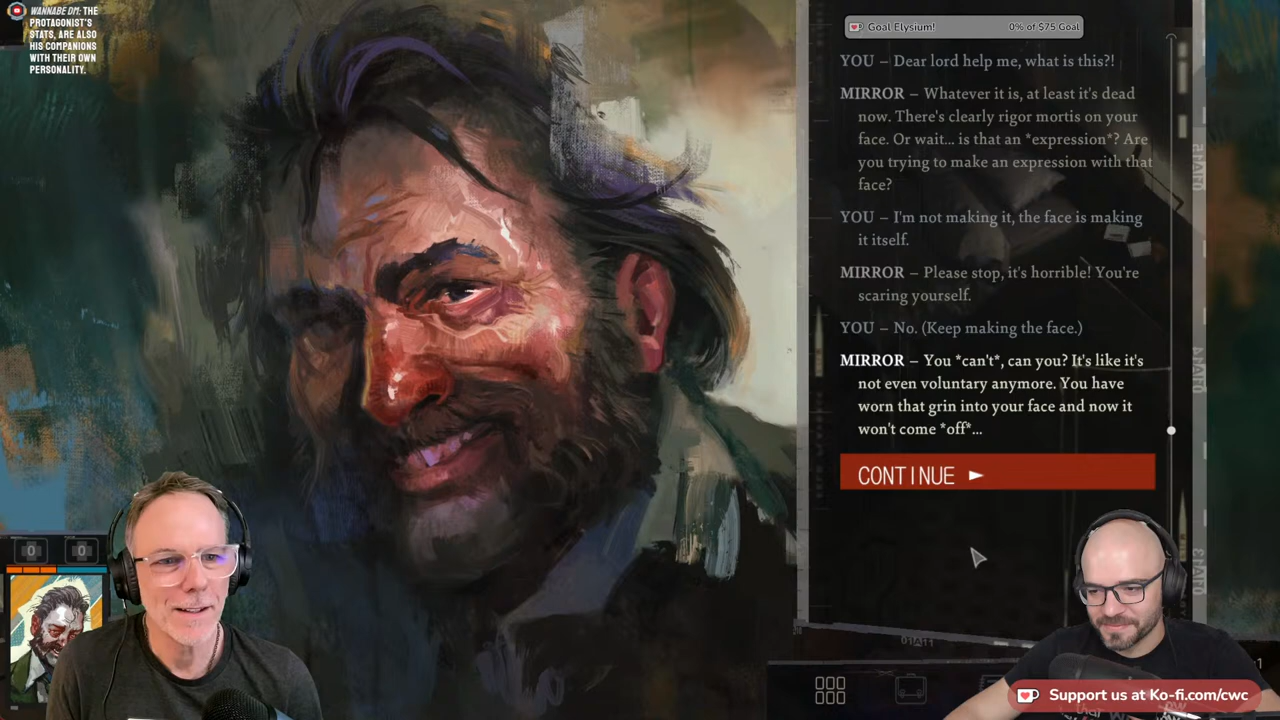 WANNABE DM: THE
PROTAGONIST'S
STATS, ARE ALSO
HIS COMPANIONS
WITH THEIR OWN
PERSONALITY.
Goal Elysium! 0% of $75 Goal
YOU – Dear lord help me, what is this?!
MIRROR – Whatever it is, at least it's dead
now. There's clearly rigor mortis on your
face. Or wait... is that an *expression*? Are
you trying to make an expression with that
face?
YOU – I'm not making it, the face is making
it itself.
MIRROR – Please stop, it's horrible! You're
scaring yourself.
YOU – No. (Keep making the face.)
MIRROR – You *can't*, can you? It's like it's
not even voluntary anymore. You have
worn that grin into your face and now it
won't come *off*...
CONTINUE
0 0
Support us at Ko-fi.com/cwc